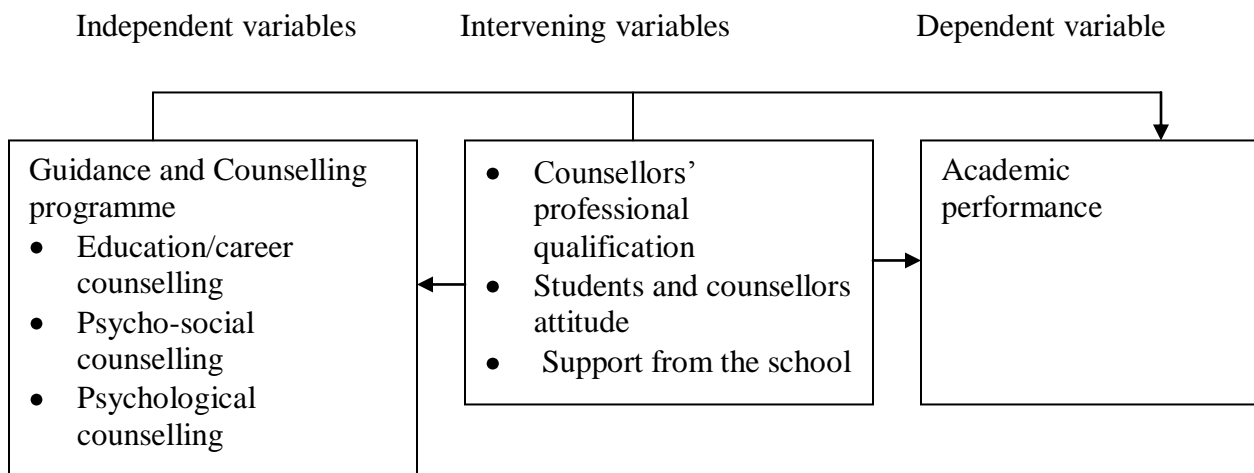 Independent variables
Intervening variables
Dependent variable
Guidance and Counselling
programme
• Education/career
counselling
• Psycho-social
counselling
• Psychological
counselling
• Counsellors’
professional
qualification
• Students and counsellors
attitude
• Support from the school
Academic
performance